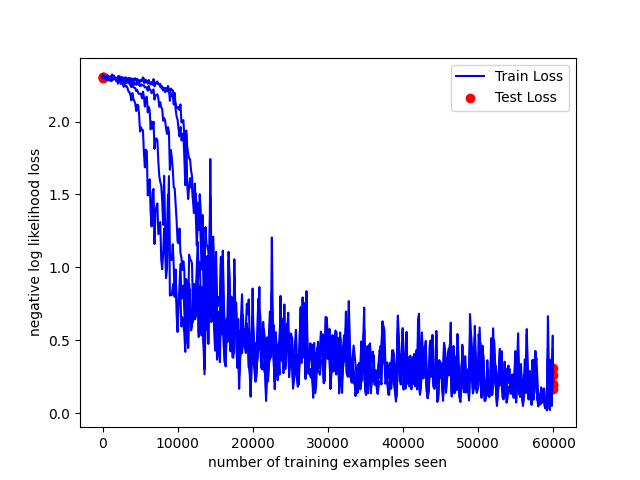 Train Loss
Test Loss
2.0
1.5
1.0
0.5
0.0
negative log likelihood loss
0 10000 20000 30000 40000 50000 60000
number of training examples seen